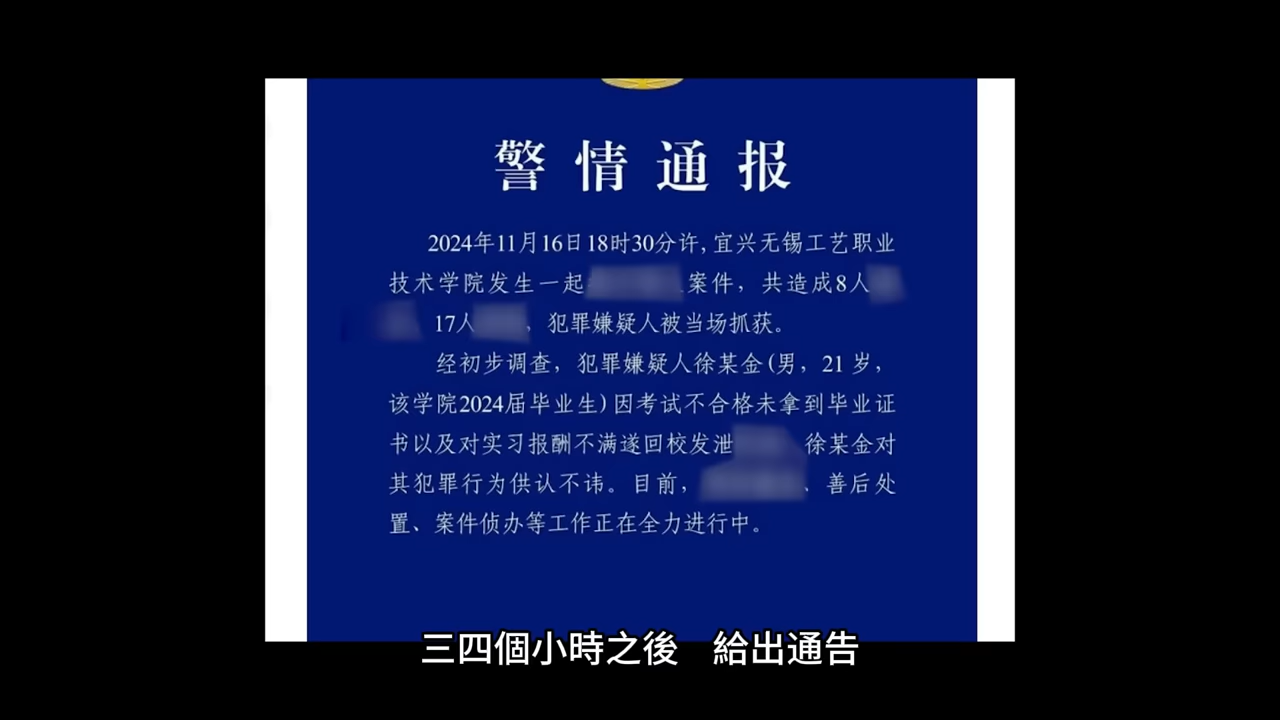 警情通报
2024年11月16日18时30分许,宜兴无锡工艺职业
技术学院发生一起 案件，共造成8人
17人 ，犯罪嫌疑人被当场抓获。
经初步调查，犯罪嫌疑人徐某金(男，21 岁，
该学院2024届毕业生)因考试不合格未拿到毕业证
书以及对实习报酬不满遂回校发泄 徐某金对
其犯罪行为供认不讳。目前， 、善后处
置、案件侦办等工作正在全力进行中。
三四個小時之後 給出通告